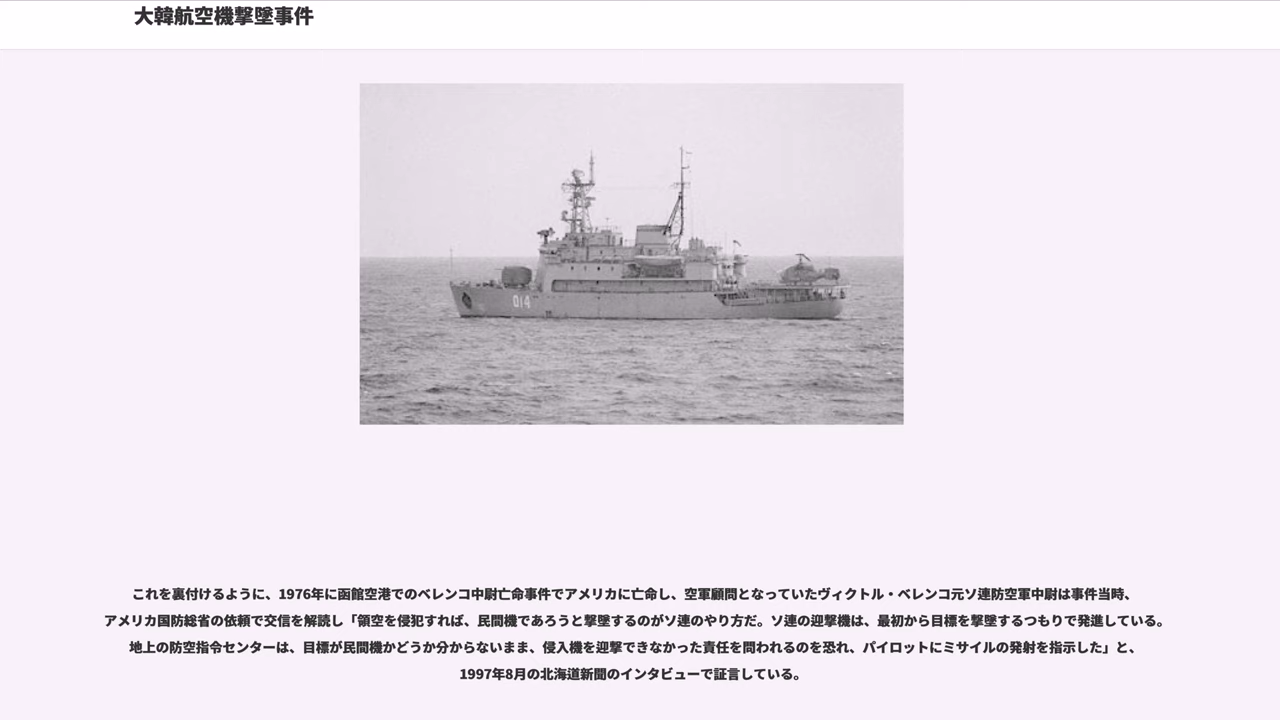 大韓航空機撃墜事件
014
これを裏付けるように、1976年に函館空港でのベレンコ中尉亡命事件でアメリカに亡命し、空軍顧問となっていたヴィクトル・ベレンコ元ソ連防空軍中尉は事件当時、
アメリカ国防総省の依頼で交信を解読し「領空を侵犯すれば、民間機であろうと撃墜するのがソ連のやり方だ。ソ連の迎撃機は、最初から目標を撃墜するつもりで発進している。
地上の防空指令センターは、目標が民間機かどうか分からないまま、侵入機を迎撃できなかった責任を問われるのを恐れ、パイロットにミサイルの発射を指示した」と、
1997年8月の北海道新聞のインタビューで証言している。